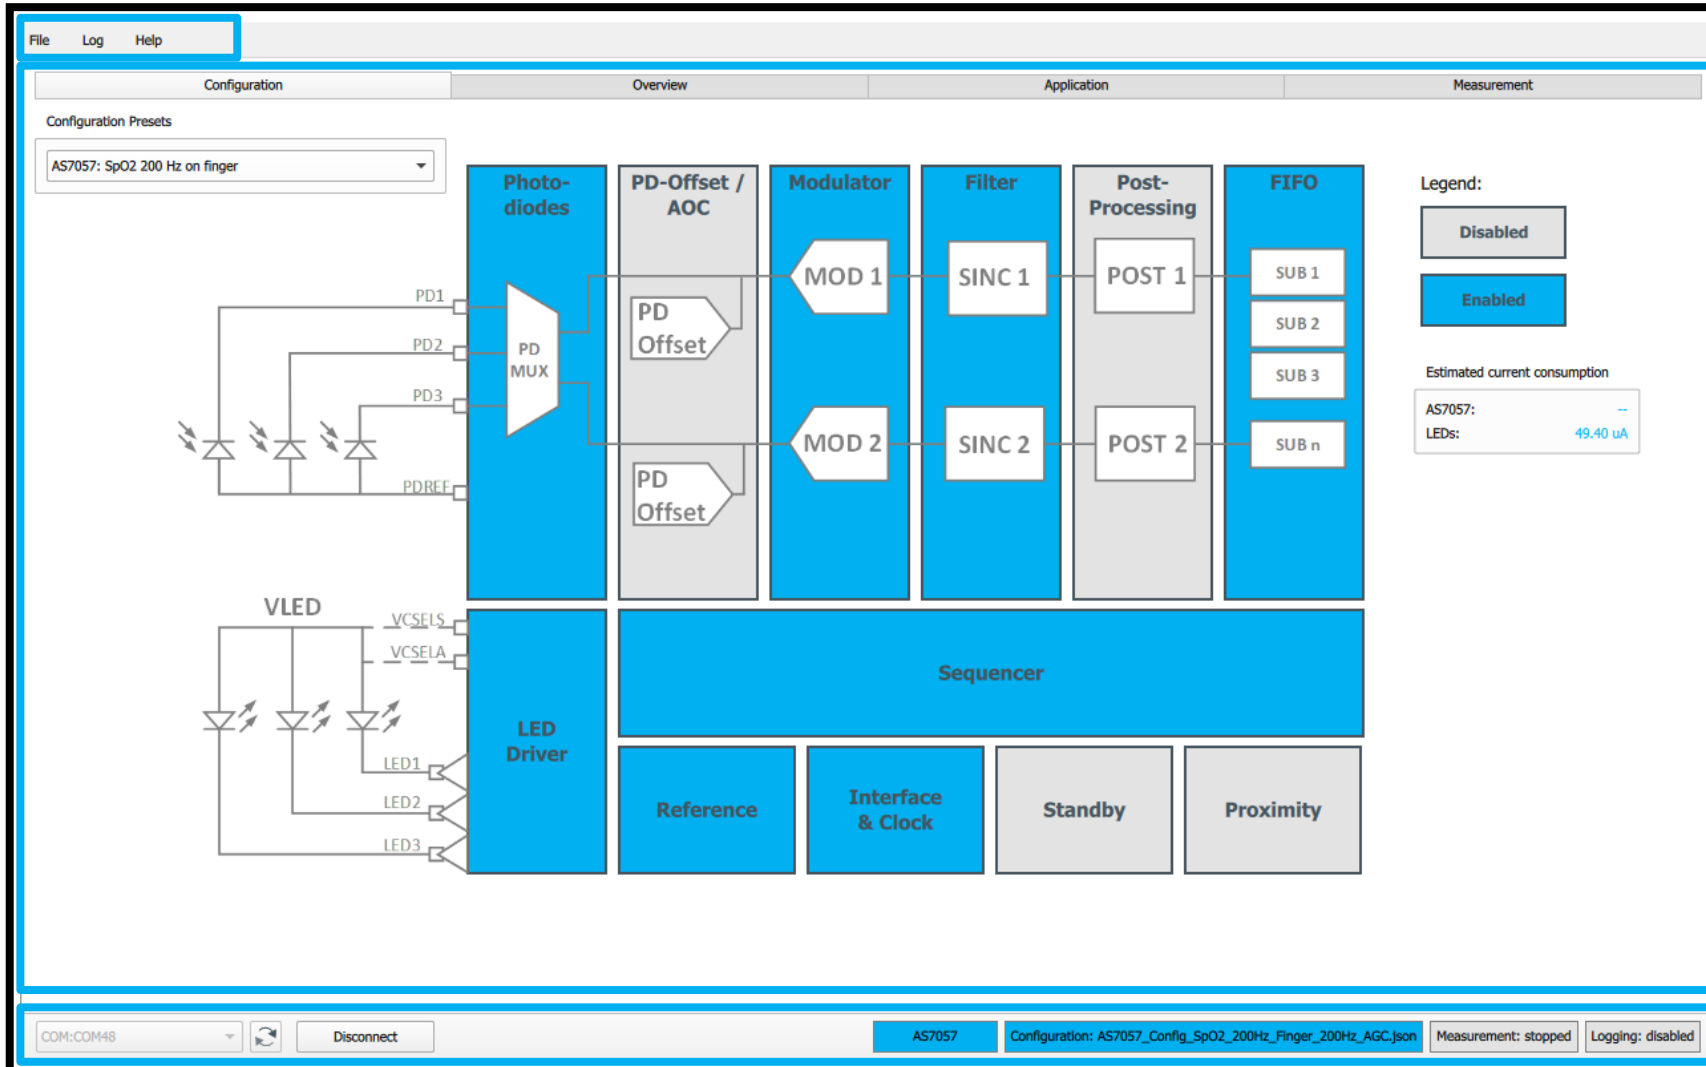 File Log Help
Configuration Overview Application Measurement
Configuration Presets
AS7057: SpO2 200 Hz on finger
Photo-
diodes
PD-Offset /
AOC
Modulator
Filter
Post-
Processing
FIFO
Legend:
Disabled
Enabled
MOD 1
SINC 1
POST 1
SUB 1
SUB 2
SUB 3
SUB n
PD1
PD2
PD3
PDREF
PD
MUX
PD
Offset
MOD 2
SINC 2
POST 2
PD
Offset
Estimated current consumption
AS7057: --
LEDs: 49.40 uA
VLED
VCSELS
VCSELA
LED
Driver
LED1
LED2
LED3
Sequencer
Reference
Interface
& Clock
Standby
Proximity
COM:COM48
Disconnect
AS7057
Configuration: AS7057_Config_SpO2_200Hz_Finger_200Hz_AGC.json
Measurement: stopped
Logging: disabled